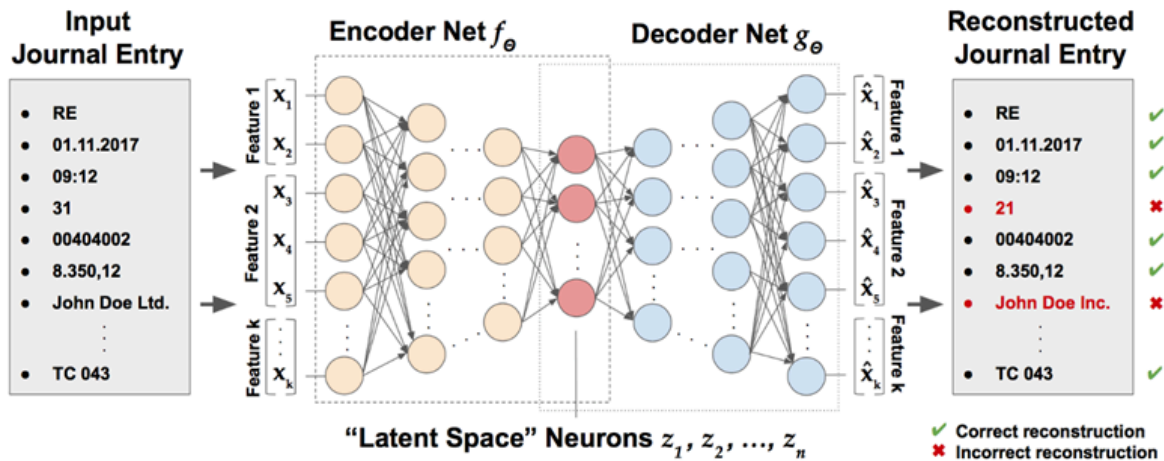 Input
Journal Entry
• RE
• 01.11.2017
• 09:12
• 31
• 00404002
• 8.350,12
• John Doe Ltd.
• TC 043
Encoder Net fΘ
Decoder Net gΘ
Feature 1
x1
x2
Feature 2
x3
x4
x5
Feature k
xk
x̂1
x̂2
Feature 1
x̂3
x̂4
x̂5
Feature 2
x̂k
Feature k
“Latent Space” Neurons z1, z2, ..., zn
Reconstructed
Journal Entry
• RE ✓
• 01.11.2017 ✓
• 09:12 ✓
• 21 ✖
• 00404002 ✓
• 8.350,12 ✓
• John Doe Inc. ✖
• TC 043 ✓
✓ Correct reconstruction
✖ Incorrect reconstruction